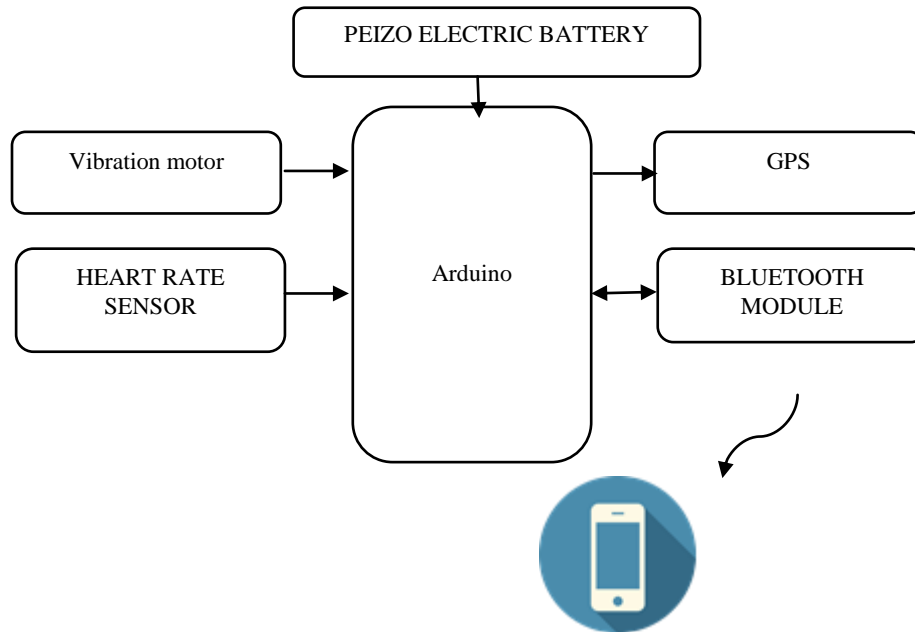 PEIZO ELECTRIC BATTERY
Vibration motor
GPS
HEART RATE
SENSOR
Arduino
BLUETOOTH
MODULE